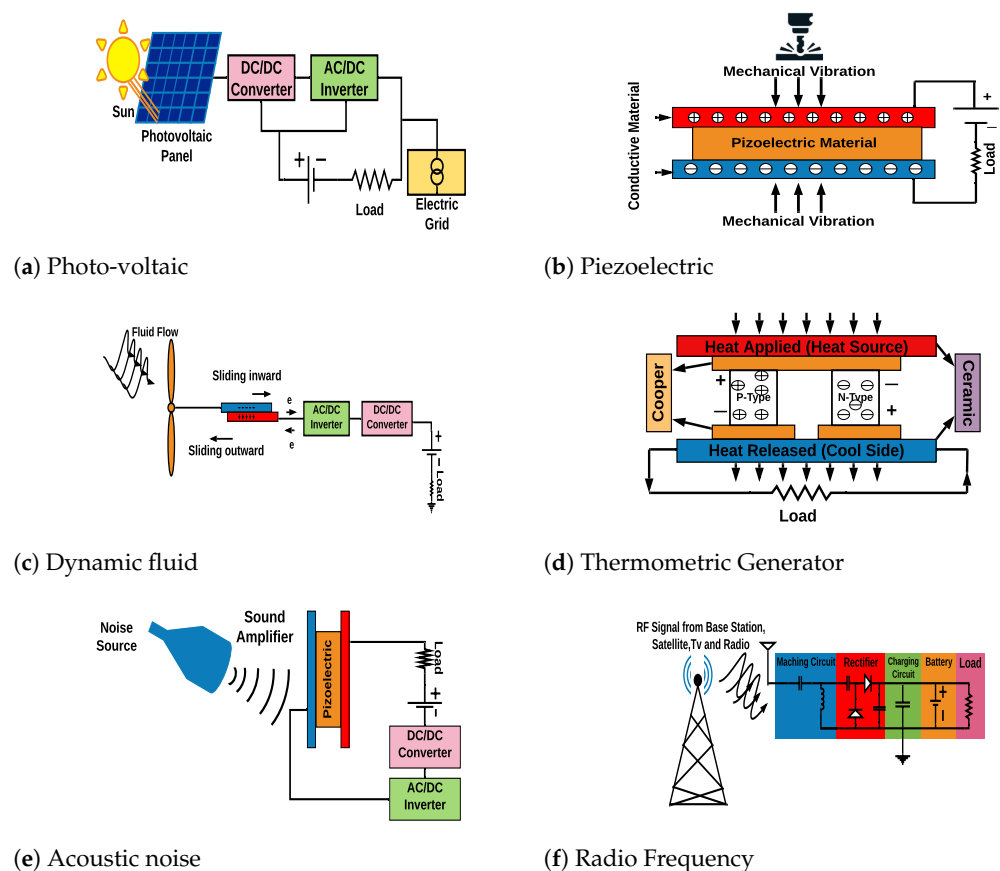 Sun
Photovoltaic
Panel
DC/DC
Converter
AC/DC
Inverter
+ −
Load
Electric
Grid
(a) Photo-voltaic
Mechanical Vibration
Conductive Material
Pizoelectric Material
Mechanical Vibration
+
−
Load
(b) Piezoelectric
Fluid Flow
Sliding inward
Sliding outward
e
e
AC/DC
Inverter
DC/DC
Converter
+
−
Load
(c) Dynamic fluid
Heat Applied (Heat Source)
Cooper
Ceramic
+
−
P-Type
N-Type
−
+
Heat Released (Cool Side)
Load
(d) Thermometric Generator
Noise
Source
Sound
Amplifier
Pizoelectric
Load
+
−
DC/DC
Converter
AC/DC
Inverter
(e) Acoustic noise
RF Signal from Base Station,
Satellite,Tv and Radio
Maching Circuit
Rectifier
Charging
Circuit
Battery
Load
+
−
(f) Radio Frequency